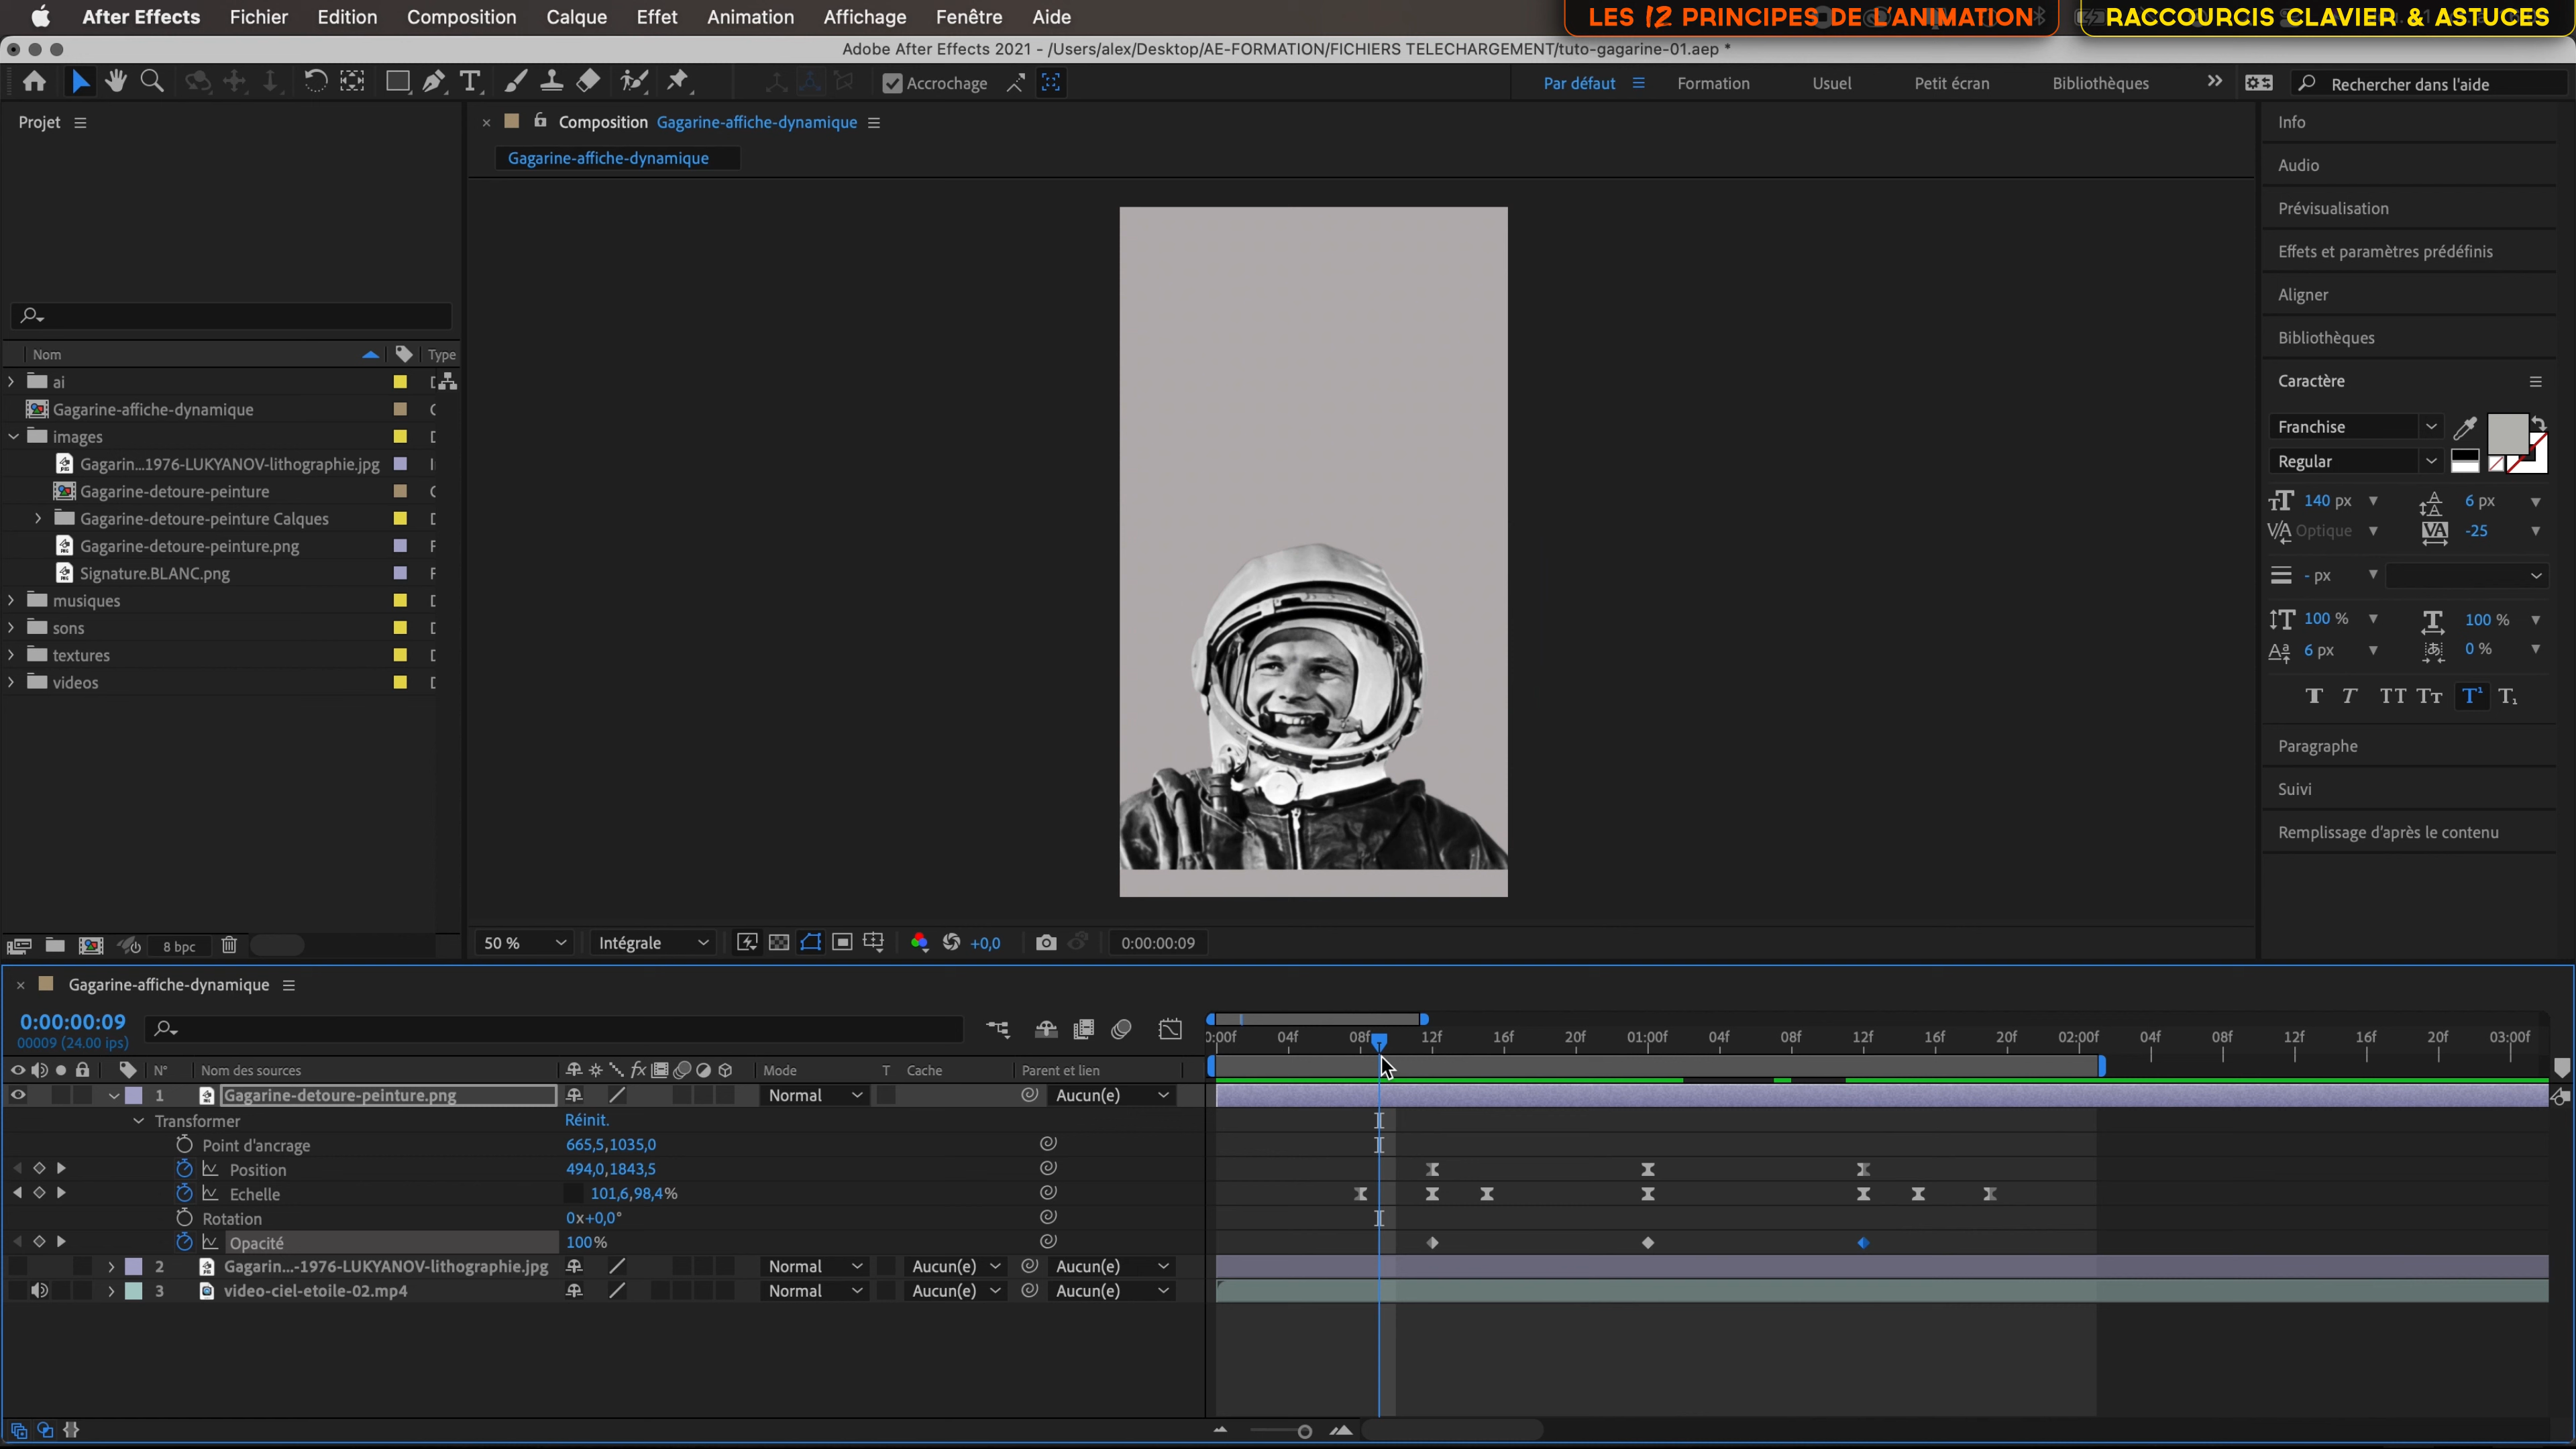 After Effects Fichier Edition Composition Calque Effet Animation Affichage Fenêtre Aide
LES 12 PRINCIPES DE L'ANIMATION
RACCOURCIS CLAVIER & ASTUCES
Adobe After Effects 2021 - /Users/alex/Desktop/AE-FORMATION/FICHIERS TELECHARGEMENT/tuto-gagarine-01.aep *
Accrochage
Par défaut Formation Usuel Petit écran Bibliothèques
Rechercher dans l'aide
Projet
Nom Type
ai
Gagarine-affiche-dynamique
images
Gagarin...1976-LUKYANOV-lithographie.jpg
Gagarine-detoure-peinture
Gagarine-detoure-peinture Calques
Gagarine-detoure-peinture.png
Signature.BLANC.png
musiques
sons
textures
videos
8 bpc
Composition Gagarine-affiche-dynamique
Gagarine-affiche-dynamique
50 % Intégrale +0,0 0:00:00:09
Info
Audio
Prévisualisation
Effets et paramètres prédéfinis
Aligner
Bibliothèques
Caractère
Franchise
Regular
140 px 6 px
Optique -25
- px
100 % 100 %
6 px 0 %
Paragraphe
Suivi
Remplissage d'après le contenu
Gagarine-affiche-dynamique
0:00:00:09
00009 (24.00 ips)
:00f 04f 08f 12f 16f 20f 01:00f 04f 08f 12f 16f 20f 02:00f 04f 08f 12f 16f 20f 03:00f
N° Nom des sources Mode T Cache Parent et lien
1 Gagarine-detoure-peinture.png Normal Aucun(e)
Transformer Réinit.
Point d'ancrage 665,5,1035,0
Position 494,0,1843,5
Echelle 101,6,98,4%
Rotation 0x+0,0°
Opacité 100%
2 Gagarin...-1976-LUKYANOV-lithographie.jpg Normal Aucun(e) Aucun(e)
3 video-ciel-etoile-02.mp4 Normal Aucun(e) Aucun(e)